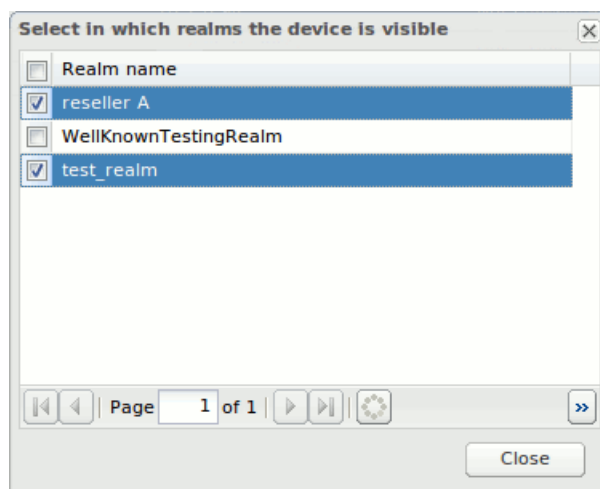 Select in which realms the device is visible
Realm name
reseller A
WellKnownTestingRealm
test_realm
Page 1 of 1
Close